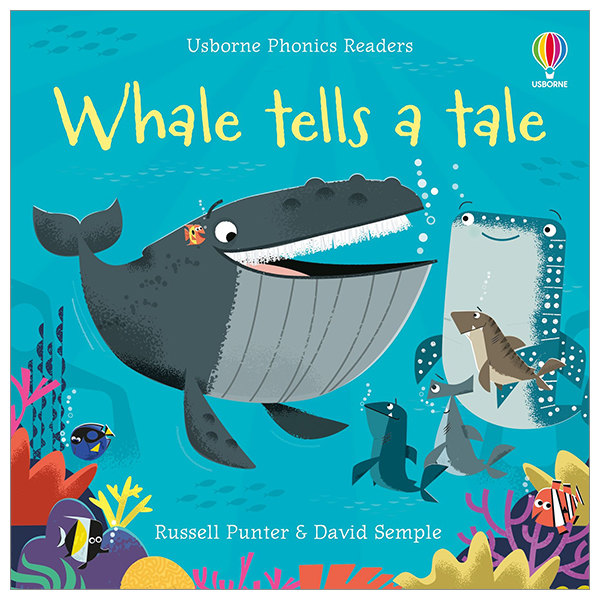 Usborne Phonics Readers
USBORNE
Whale tells a tale
Russell Punter & David Semple